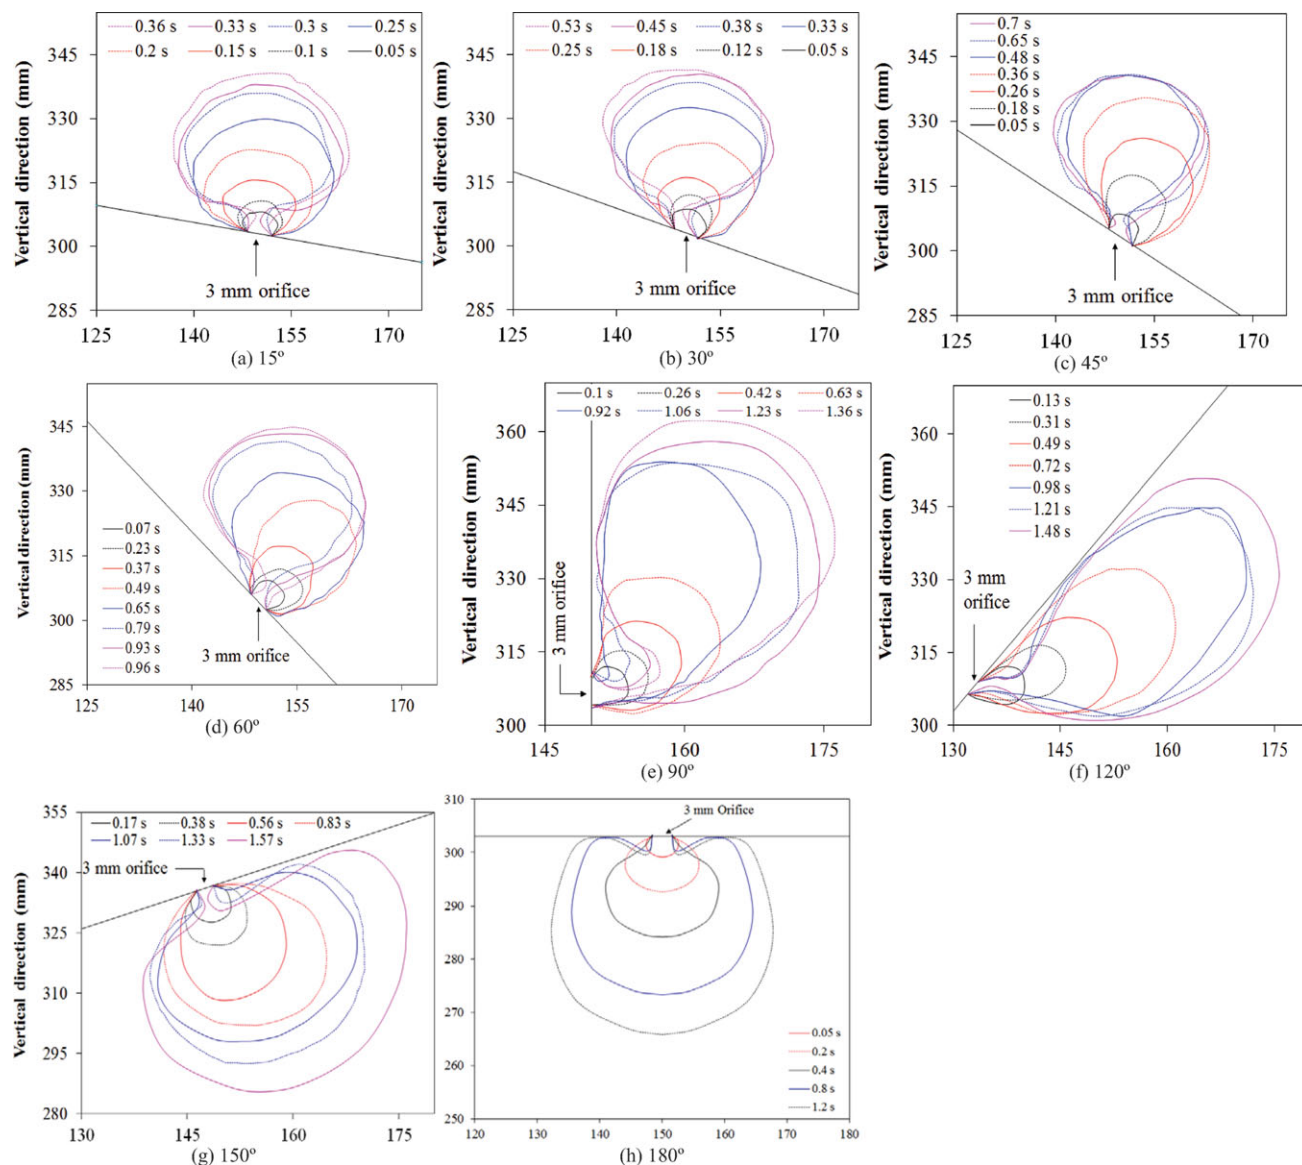 0.36 s 0.33 s 0.3 s 0.25 s
0.2 s 0.15 s 0.1 s 0.05 s
Vertical direction (mm)
345
330
315
300
285
3 mm orifice
125 140 155 170
(a) 15º
0.53 s 0.45 s 0.38 s 0.33 s
0.25 s 0.18 s 0.12 s 0.05 s
Vertical direction (mm)
345
330
315
300
285
3 mm orifice
125 140 155 170
(b) 30º
0.7 s
0.65 s
0.48 s
0.36 s
0.26 s
0.18 s
0.05 s
Vertical direction (mm)
345
330
315
300
285
3 mm orifice
125 140 155 170
(c) 45º
Vertical direction (mm)
345
330
315
300
285
0.07 s
0.23 s
0.37 s
0.49 s
0.65 s
0.79 s
0.93 s
0.96 s
3 mm orifice
125 140 155 170
(d) 60º
0.1 s 0.26 s 0.42 s 0.63 s
0.92 s 1.06 s 1.23 s 1.36 s
Vertical direction (mm)
360
345
330
315
300
3 mm orifice
145 160 175
(e) 90º
0.13 s
0.31 s
0.49 s
0.72 s
0.98 s
1.21 s
1.48 s
Vertical direction (mm)
360
345
330
315
300
3 mm
orifice
130 145 160 175
(f) 120º
0.17 s 0.38 s 0.56 s 0.83 s
1.07 s 1.33 s 1.57 s
Vertical direction (mm)
355
340
325
310
295
280
3 mm orifice
130 145 160 175
(g) 150º
3 mm Orifice
310
300
290
280
270
260
250
0.05 s
0.2 s
0.4 s
0.8 s
1.2 s
120 130 140 150 160 170 180
(h) 180º